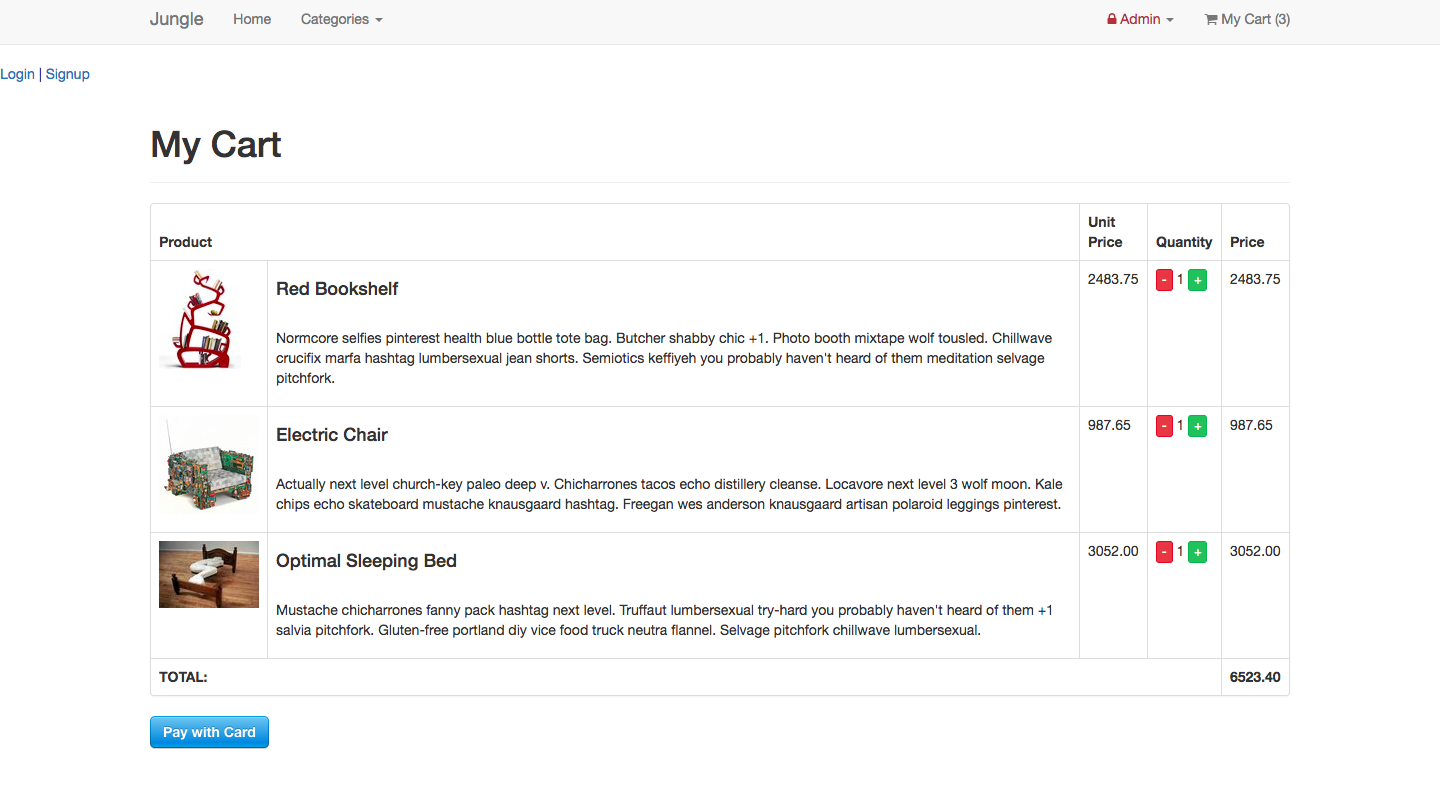 Jungle Home Categories Admin My Cart (3)
Login | Signup
My Cart
Product Unit Price Quantity Price
Red Bookshelf 2483.75 - 1 + 2483.75
Normcore selfies pinterest health blue bottle tote bag. Butcher shabby chic +1. Photo booth mixtape wolf tousled. Chillwave
crucifix marfa hashtag lumbersexual jean shorts. Semiotics keffiyeh you probably haven't heard of them meditation selvage
pitchfork.
Electric Chair 987.65 - 1 + 987.65
Actually next level church-key paleo deep v. Chicharrones tacos echo distillery cleanse. Locavore next level 3 wolf moon. Kale
chips echo skateboard mustache knausgaard hashtag. Freegan wes anderson knausgaard artisan polaroid leggings pinterest.
Optimal Sleeping Bed 3052.00 - 1 + 3052.00
Mustache chicharrones fanny pack hashtag next level. Truffaut lumbersexual try-hard you probably haven't heard of them +1
salvia pitchfork. Gluten-free portland diy vice food truck neutra flannel. Selvage pitchfork chillwave lumbersexual.
TOTAL: 6523.40
Pay with Card